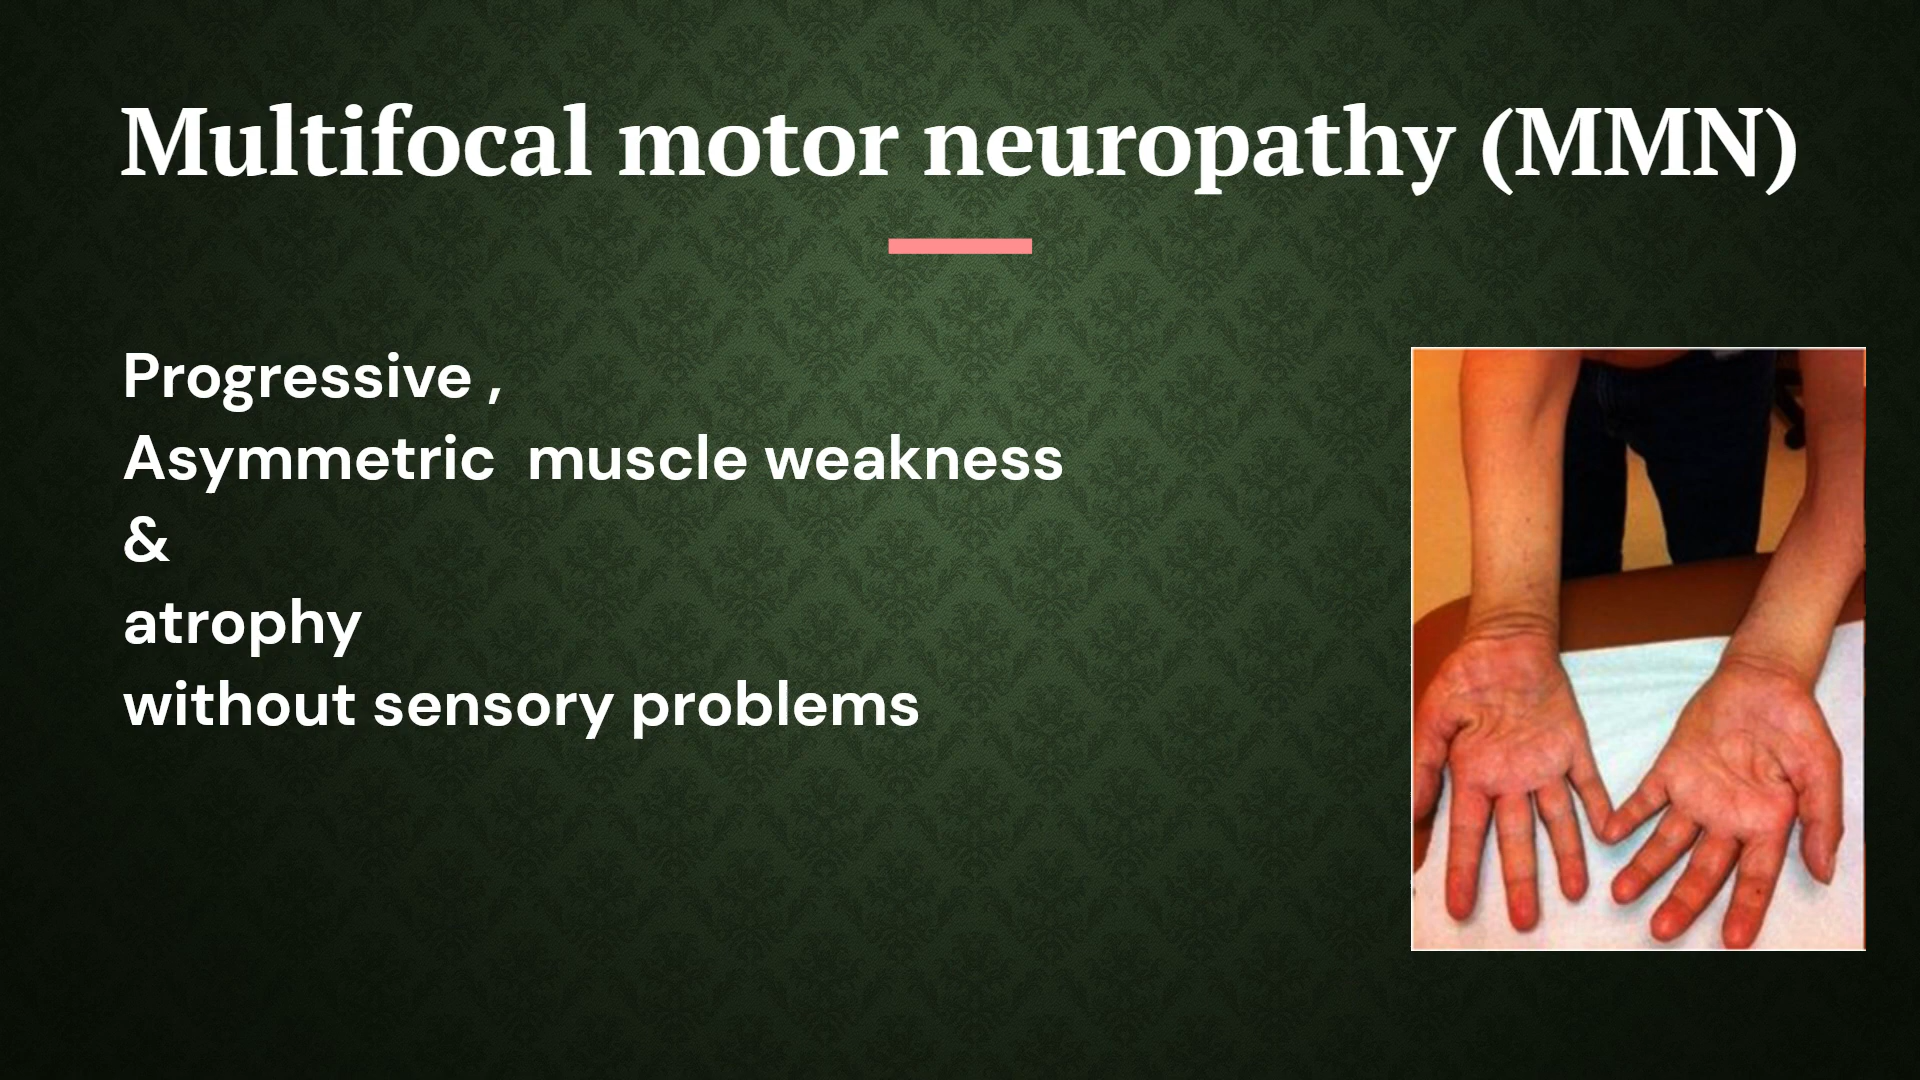 Multifocal motor neuropathy (MMN)
Progressive ,
Asymmetric  muscle weakness
&
atrophy
without sensory problems